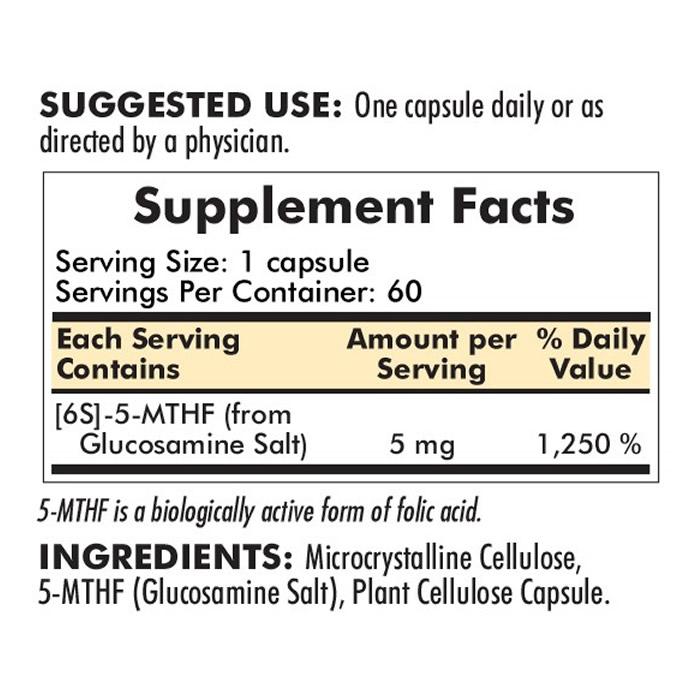 SUGGESTED USE: One capsule daily or as
directed by a physician.
Supplement Facts
Serving Size: 1 capsule
Servings Per Container: 60
Each Serving Contains Amount per Serving % Daily Value
[6S]-5-MTHF (from
Glucosamine Salt) 5 mg 1,250 %
5-MTHF is a biologically active form of folic acid.
INGREDIENTS: Microcrystalline Cellulose,
5-MTHF (Glucosamine Salt), Plant Cellulose Capsule.